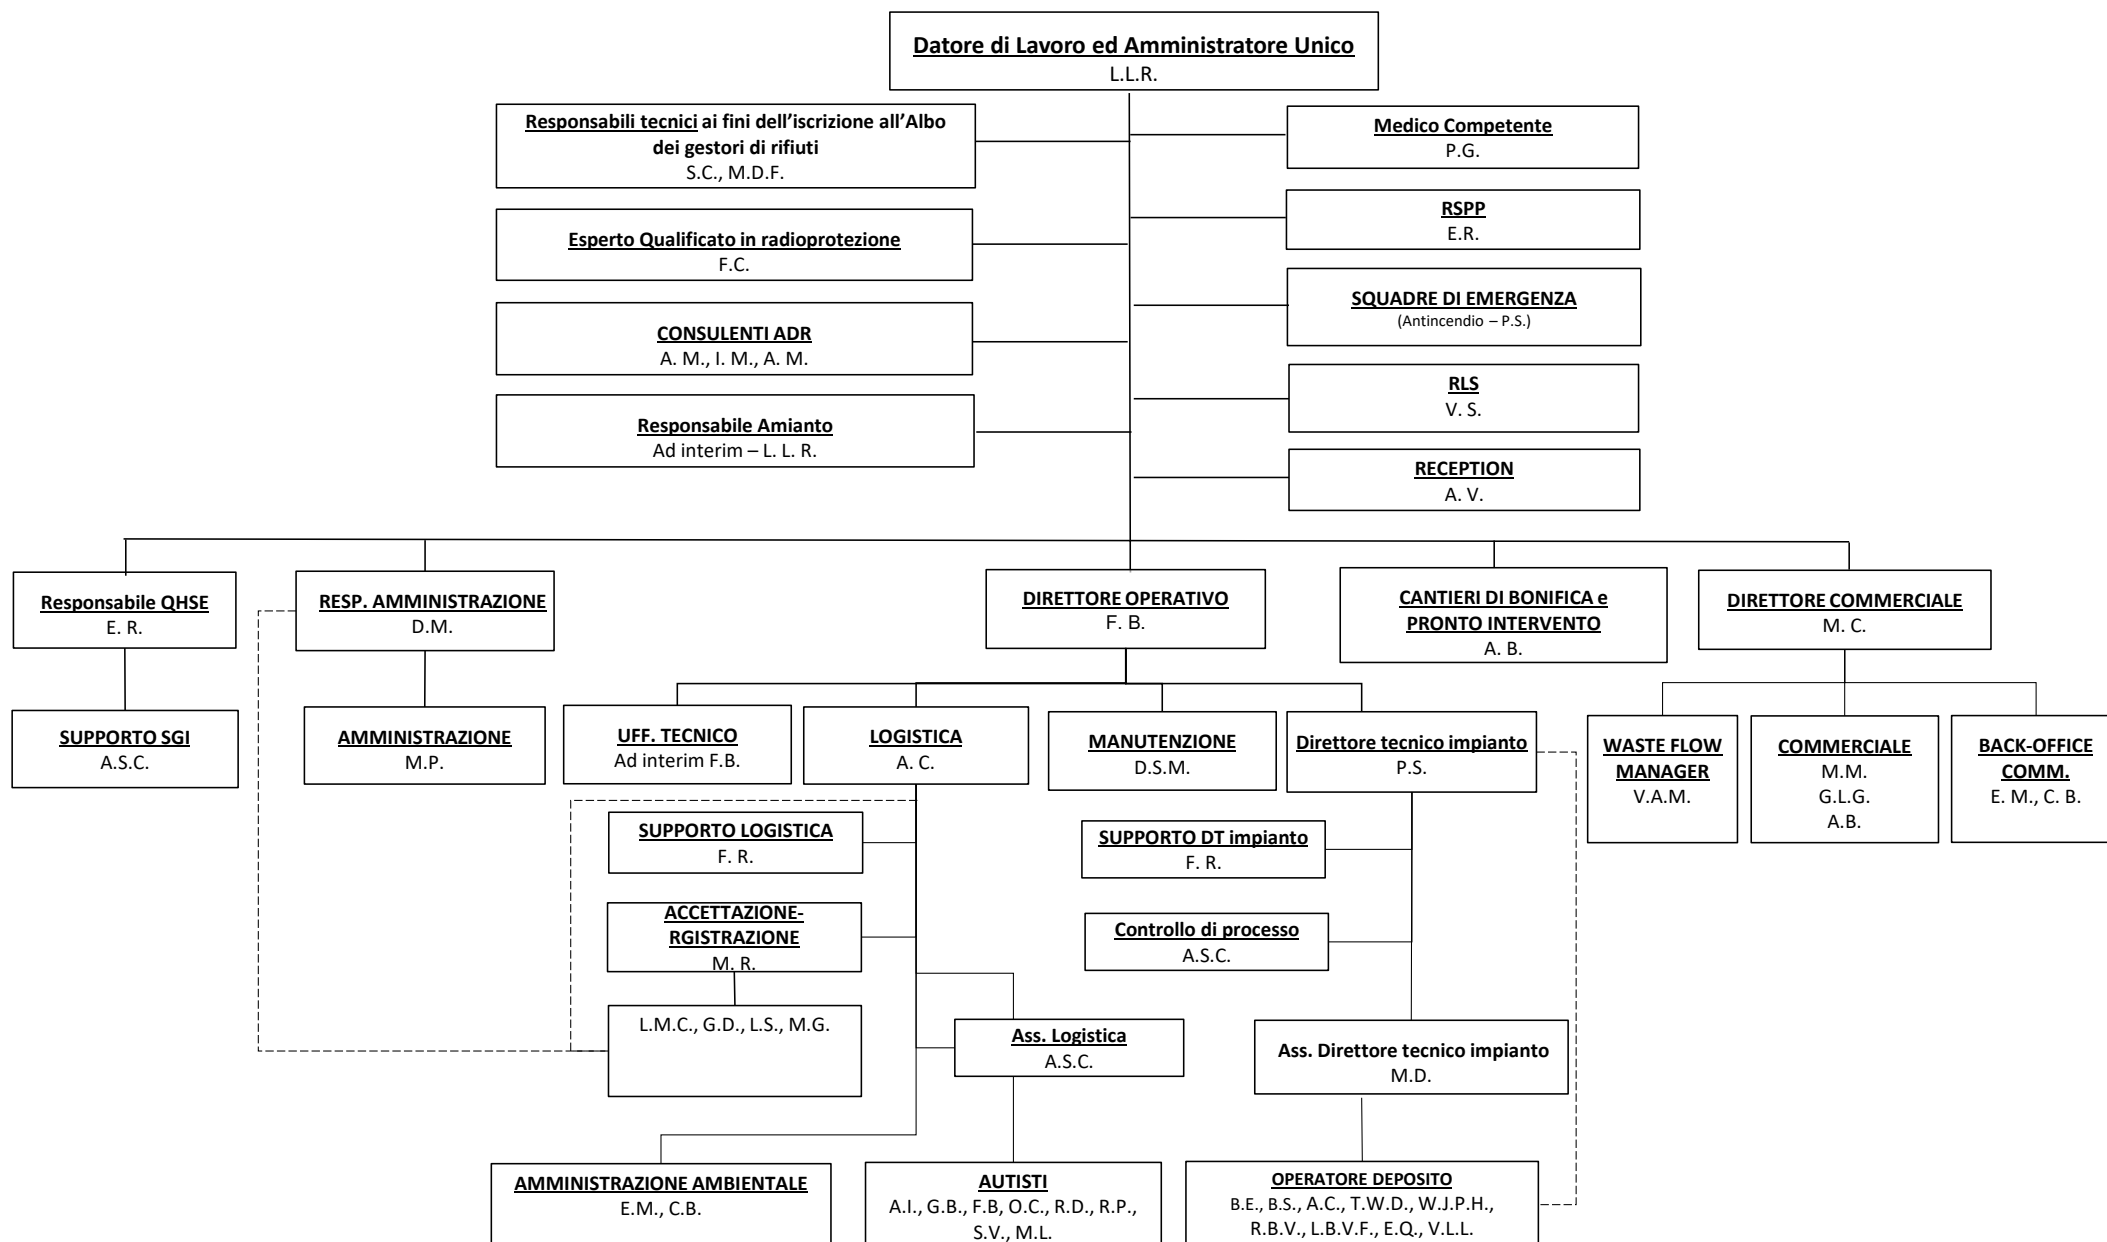 Datore di Lavoro ed Amministratore Unico
L.L.R.
Responsabili tecnici ai fini dell’iscrizione all’Albo
dei gestori di rifiuti
S.C., M.D.F.
Medico Competente
P.G.
Esperto Qualificato in radioprotezione
F.C.
RSPP
E.R.
CONSULENTI ADR
A. M., I. M., A. M.
SQUADRE DI EMERGENZA
(Antincendio – P.S.)
Responsabile Amianto
Ad interim – L. L. R.
RLS
V. S.
RECEPTION
A. V.
Responsabile QHSE
E. R.
RESP. AMMINISTRAZIONE
D.M.
DIRETTORE OPERATIVO
F. B.
CANTIERI DI BONIFICA e
PRONTO INTERVENTO
A. B.
DIRETTORE COMMERCIALE
M. C.
SUPPORTO SGI
A.S.C.
AMMINISTRAZIONE
M.P.
UFF. TECNICO
Ad interim F.B.
LOGISTICA
A. C.
MANUTENZIONE
D.S.M.
Direttore tecnico impianto
P.S.
WASTE FLOW
MANAGER
V.A.M.
COMMERCIALE
M.M.
G.L.G.
A.B.
BACK-OFFICE
COMM.
E. M., C. B.
SUPPORTO LOGISTICA
F. R.
SUPPORTO DT impianto
F. R.
ACCETTAZIONE-
RGISTRAZIONE
M. R.
Controllo di processo
A.S.C.
L.M.C., G.D., L.S., M.G.
Ass. Logistica
A.S.C.
Ass. Direttore tecnico impianto
M.D.
AMMINISTRAZIONE AMBIENTALE
E.M., C.B.
AUTISTI
A.I., G.B., F.B, O.C., R.D., R.P.,
S.V., M.L.
OPERATORE DEPOSITO
B.E., B.S., A.C., T.W.D., W.J.P.H.,
R.B.V., L.B.V.F., E.Q., V.L.L.